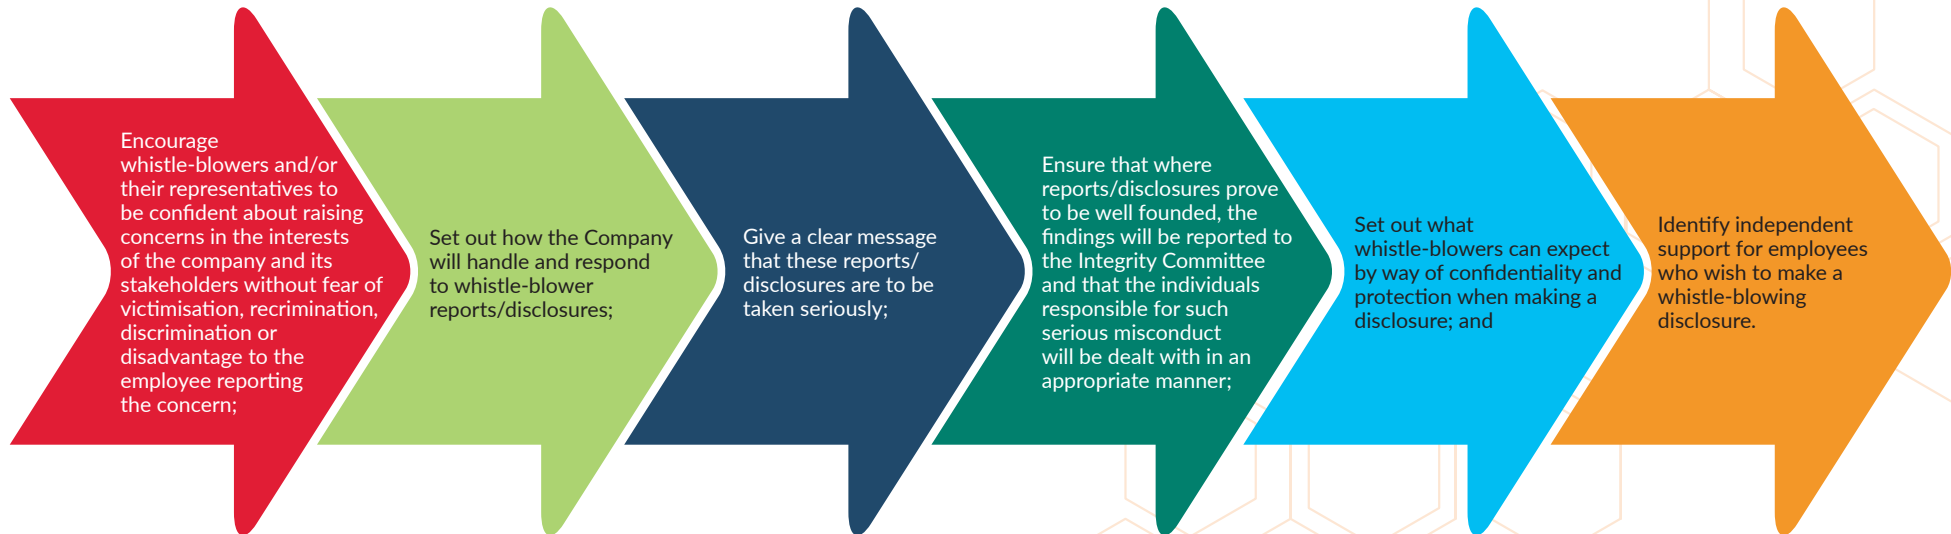 Encourage
whistle-blowers and/or
their representatives to
be confident about raising
concerns in the interests
of the company and its
stakeholders without fear of
victimisation, recrimination,
discrimination or
disadvantage to the
employee reporting
the concern;
Set out how the Company
will handle and respond
to whistle-blower
reports/disclosures;
Give a clear message
that these reports/
disclosures are to be
taken seriously;
Ensure that where
reports/disclosures prove
to be well founded, the
findings will be reported to
the Integrity Committee
and that the individuals
responsible for such
serious misconduct
will be dealt with in an
appropriate manner;
Set out what
whistle-blowers can expect
by way of confidentiality and
protection when making a
disclosure; and
Identify independent
support for employees
who wish to make a
whistle-blowing
disclosure.